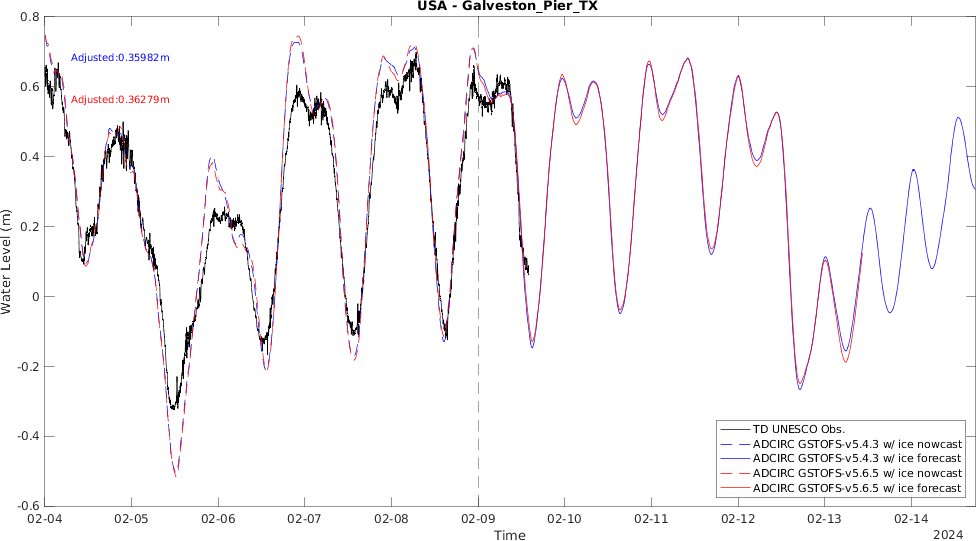 USA - Galveston_Pier_TX
Adjusted:0.35982m
Adjusted:0.36279m
Water Level (m)
0.8
0.6
0.4
0.2
0
-0.2
-0.4
-0.6
02-04
02-05
02-06
02-07
02-08
02-09
02-10
02-11
02-12
02-13
02-14
Time
2024
TD UNESCO Obs.
ADCIRC GSTOFS-v5.4.3 w/ ice nowcast
ADCIRC GSTOFS-v5.4.3 w/ ice forecast
ADCIRC GSTOFS-v5.6.5 w/ ice nowcast
ADCIRC GSTOFS-v5.6.5 w/ ice forecast